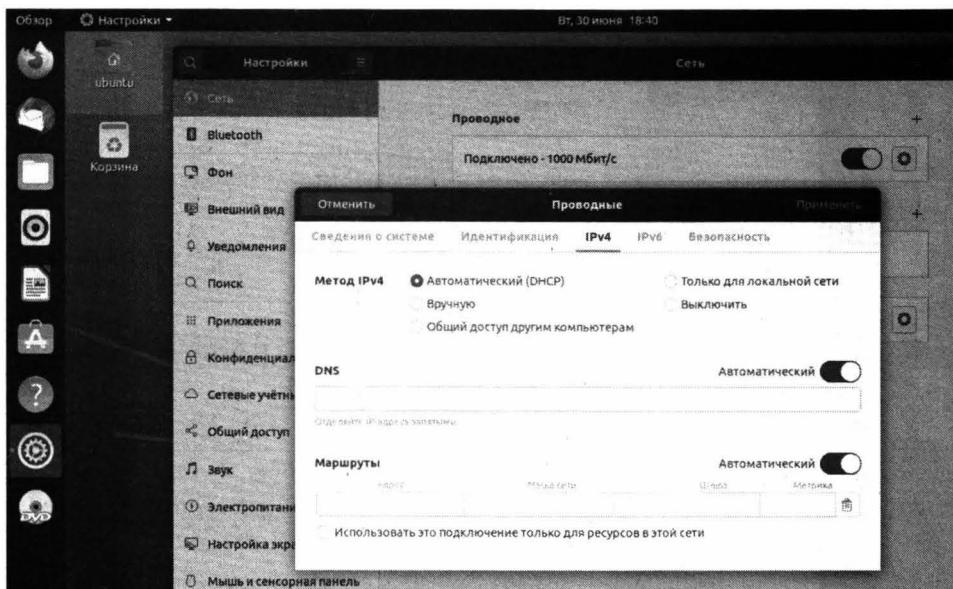 Обзор
Настройки
Вт, 30 июня 18:40
ubuntu
Корзина
Настройки
Сеть
Сеть
Bluetooth
Фон
Внешний вид
Уведомления
Поиск
Приложения
Конфиденциал
Сетевые учётн
Общий доступ
Звук
Электропитани
Настройка экра
Мышь и сенсорная панель
Проводное
+
Подключено - 1000 Мбит/с
+
Отменить
Проводные
Применить
Сведения о системе
Идентификация
IPv4
IPv6
Безопасность
Метод IPv4
Автоматический (DHCP)
Только для локальной сети
Вручную
Выключить
Общий доступ другим компьютерам
DNS
Автоматический
Маршруты
Автоматический
Адрес
Маска сети
Шлюз
Метрика
Использовать это подключение только для ресурсов в этой сети
DVD